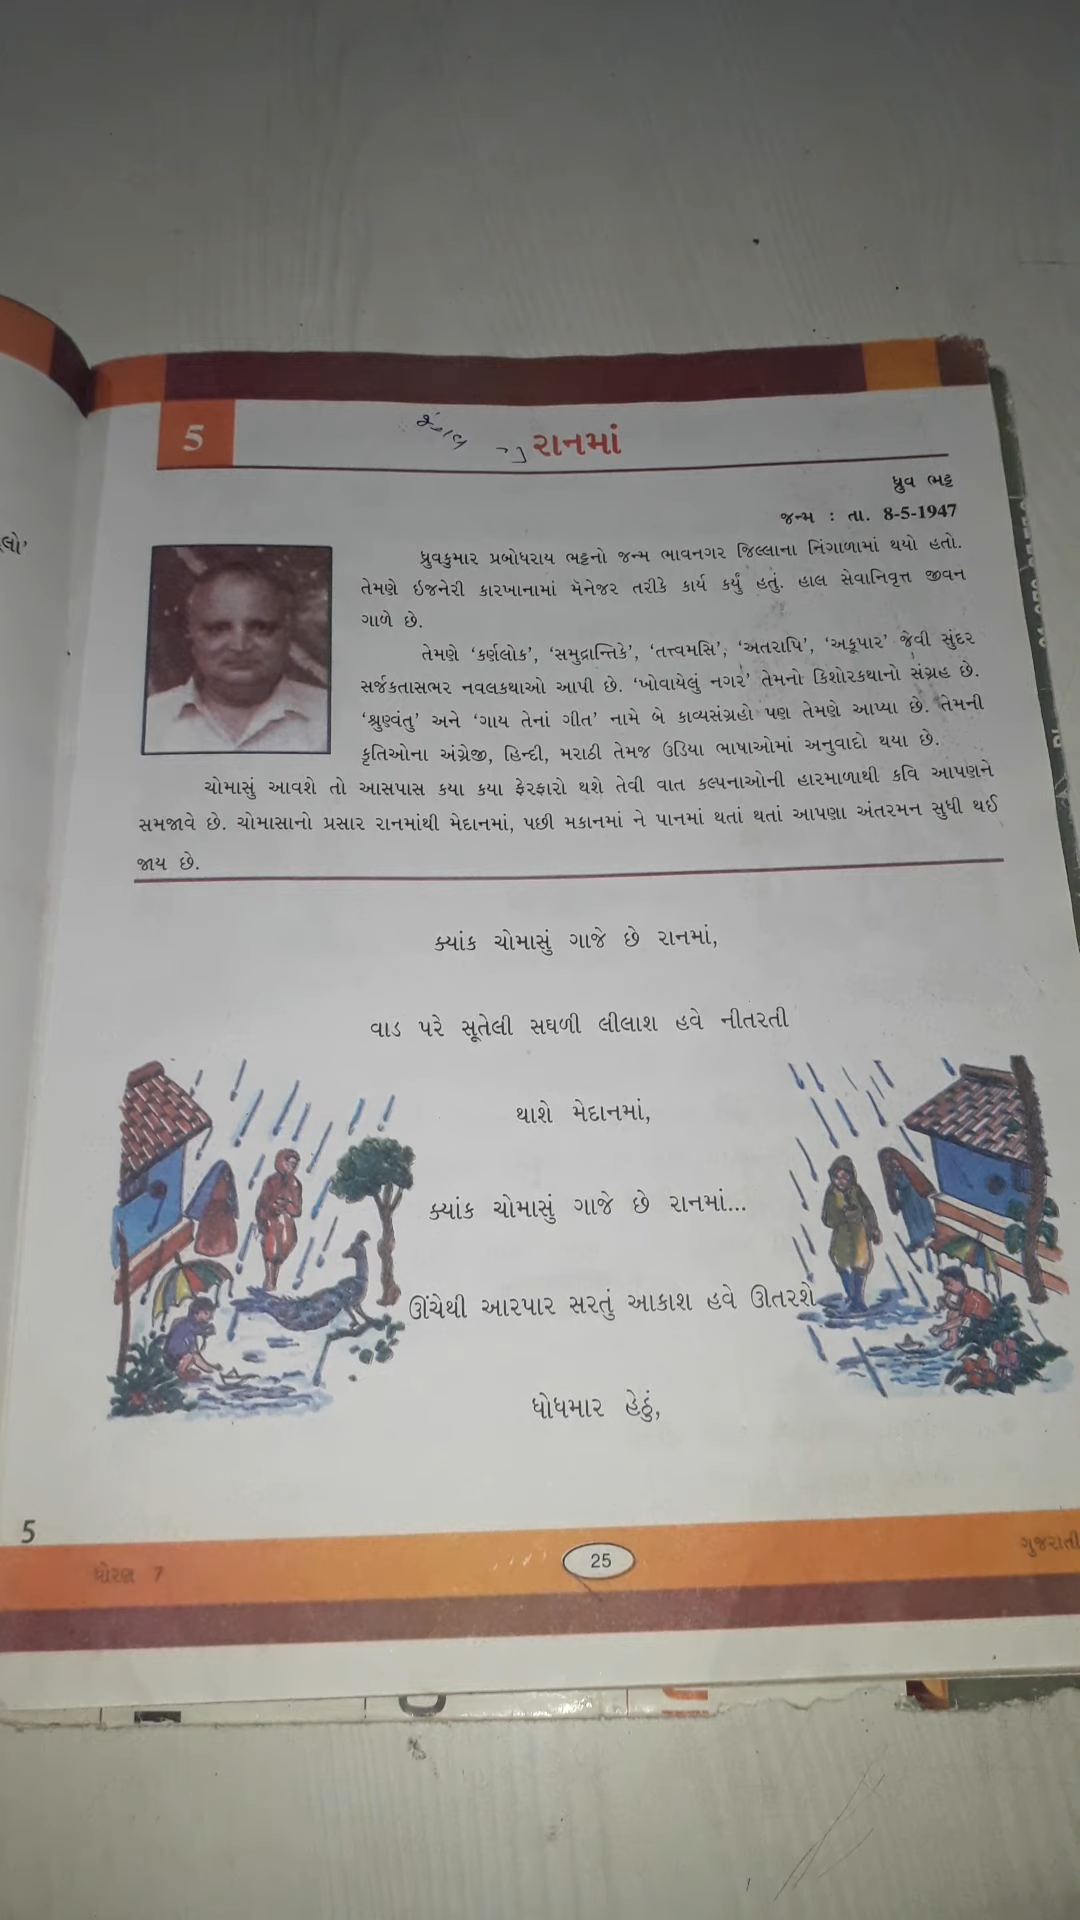 લો'
5
રાનમાં
ધ્રુવ ભટ્ટ
જન્મ : તા. 8-5-1947
ધ્રુવકુમાર પ્રબોધરાય ભટ્ટનો જન્મ ભાવનગર જિલ્લાના નિંગાળામાં થયો હતો.
તેમણે ઇજનેરી કારખાનામાં મૅનેજર તરીકે કાર્ય કર્યું હતું. હાલ સેવાનિવૃત્ત જીવન
ગાળે છે.
તેમણે 'કર્ણલોક', 'સમુદ્રાન્તિકે', 'તત્ત્વમસિ', 'અતરાપિ', 'અકૂપાર' જેવી સુંદર
સર્જકતાસભર નવલકથાઓ આપી છે. 'ખોવાયેલું નગર' તેમનો કિશોરકથાનો સંગ્રહ છે.
'શ્રુણ્વંતુ' અને 'ગાય તેનાં ગીત' નામે બે કાવ્યસંગ્રહો પણ તેમણે આપ્યા છે. તેમની
કૃતિઓના અંગ્રેજી, હિન્દી, મરાઠી તેમજ ઉડિયા ભાષાઓમાં અનુવાદો થયા છે.
ચોમાસું આવશે તો આસપાસ કયા કયા ફેરફારો થશે તેવી વાત કલ્પનાઓની હારમાળાથી કવિ આપણને
સમજાવે છે. ચોમાસાનો પ્રસાર રાનમાંથી મેદાનમાં, પછી મકાનમાં ને પાનમાં થતાં થતાં આપણા અંતરમન સુધી થઈ
જાય છે.
ક્યાંક ચોમાસું ગાજે છે રાનમાં,
વાડ પરે સૂતેલી સઘળી લીલાશ હવે નીતરતી
થાશે મેદાનમાં,
ક્યાંક ચોમાસું ગાજે છે રાનમાં...
ઊંચેથી આરપાર સરતું આકાશ હવે ઊતરશે
ધોધમાર હેઠું,
5
ધોરણ 7
25
ગુજરાતી